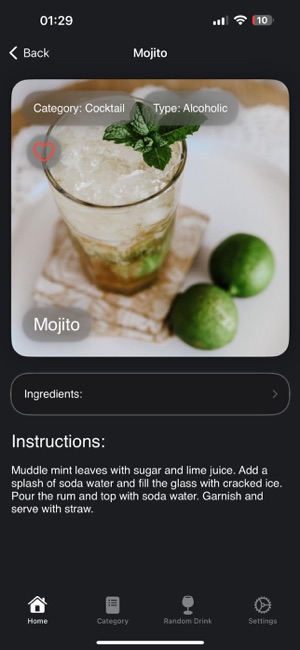 01:29
10
Back
Mojito
Category: Cocktail
Type: Alcoholic
Mojito
Ingredients:
Instructions:
Muddle mint leaves with sugar and lime juice. Add a
splash of soda water and fill the glass with cracked ice.
Pour the rum and top with soda water. Garnish and
serve with straw.
Home
Category
Random Drink
Settings